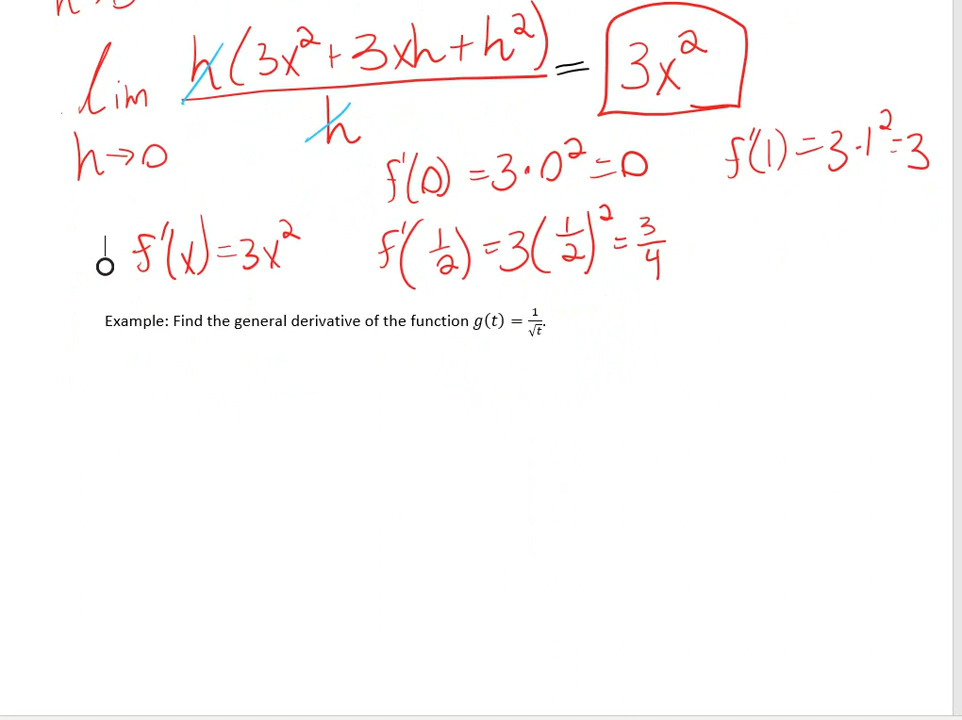 lim h→0 h(3x² + 3xh + h²) / h = 3x²
f'(0) = 3·0² = 0 f'(1) = 3·1² = 3
f'(x) = 3x² f'(1/2) = 3(1/2)² = 3/4
Example: Find the general derivative of the function g(t) = 1/√t.